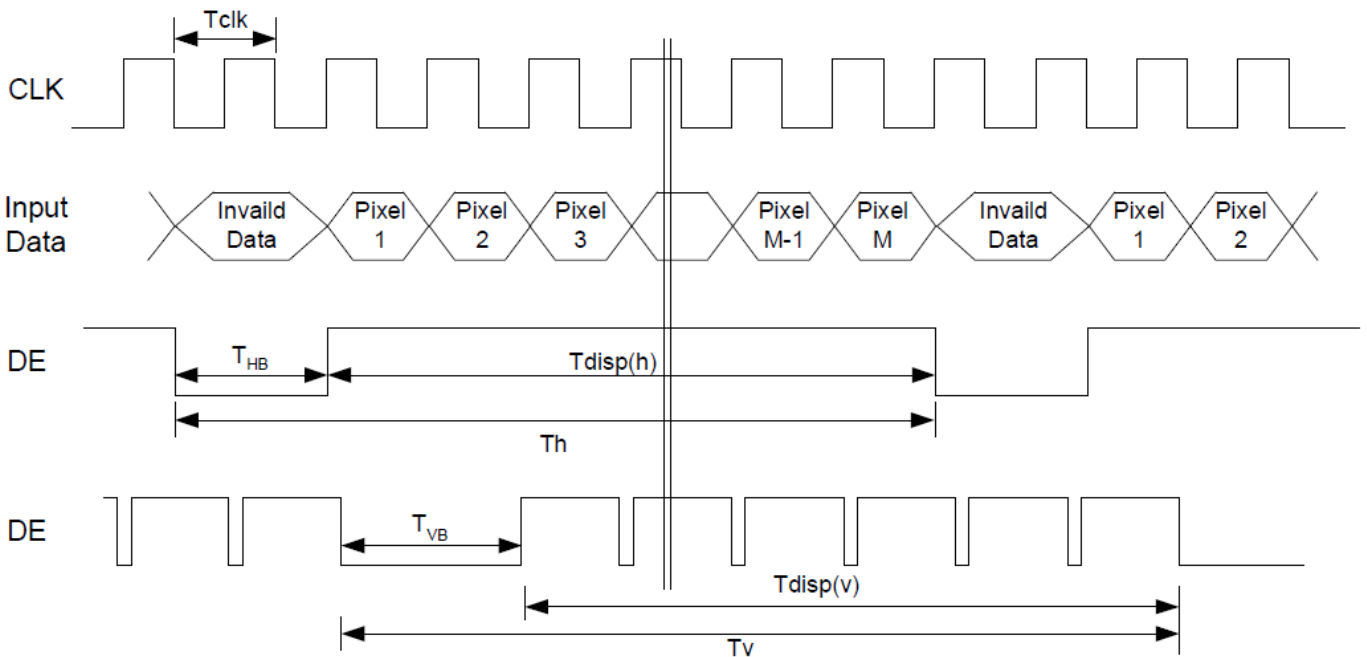 Tclk
CLK
Input
Data
Invaild
Data
Pixel
1
Pixel
2
Pixel
3
Pixel
M-1
Pixel
M
Invaild
Data
Pixel
1
Pixel
2
DE
THB
Tdisp(h)
Th
DE
TVB
Tdisp(v)
Tv